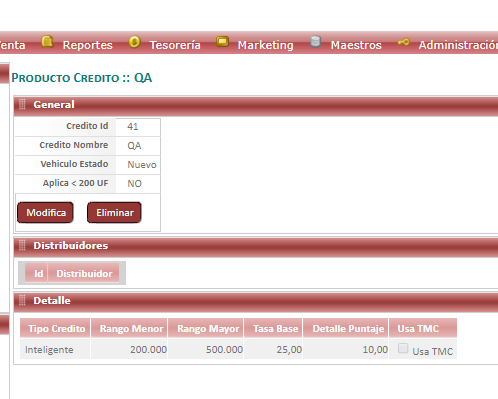 enta Reportes Tesorería Marketing Maestros Administración
Producto Credito :: QA
General
Credito Id 41
Credito Nombre QA
Vehiculo Estado Nuevo
Aplica < 200 UF NO
Modifica Eliminar
Distribuidores
Id Distribuidor
Detalle
Tipo Credito Rango Menor Rango Mayor Tasa Base Detalle Puntaje Usa TMC
Inteligente 200.000 500.000 25,00 10,00 Usa TMC